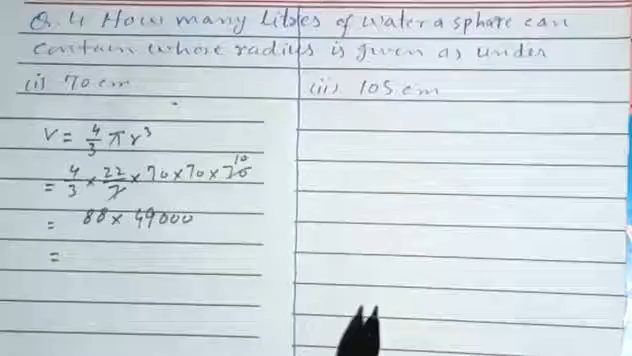 Q.4 How many litres of water a sphare can
contain whose radius is given as under
(i) 70 cm
(ii) 105 cm
V = 4/3 π r³
= 4/3 × 22/7 × 70 × 70 × 70 10
= 88 × 49000
=